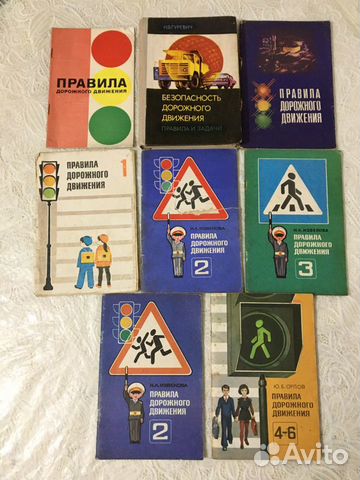 ПРАВИЛА
ДОРОЖНОГО ДВИЖЕНИЯ
И.В.ГУРЕВИЧ
БЕЗОПАСНОСТЬ
ДОРОЖНОГО
ДВИЖЕНИЯ
ПРАВИЛА И ЗАДАЧИ
ПРАВИЛА
ДОРОЖНОГО
ДВИЖЕНИЯ
ПРАВИЛА
ДОРОЖНОГО
ДВИЖЕНИЯ
1
ПРАВИЛА
ДОРОЖНОГО
ДВИЖЕНИЯ
2
ПРАВИЛА
ДОРОЖНОГО
ДВИЖЕНИЯ
3
ПРАВИЛА
ДОРОЖНОГО
ДВИЖЕНИЯ
2
Ю.Б.ОРЛОВ
ПРАВИЛА
ДОРОЖНОГО
ДВИЖЕНИЯ
4-6
Avito